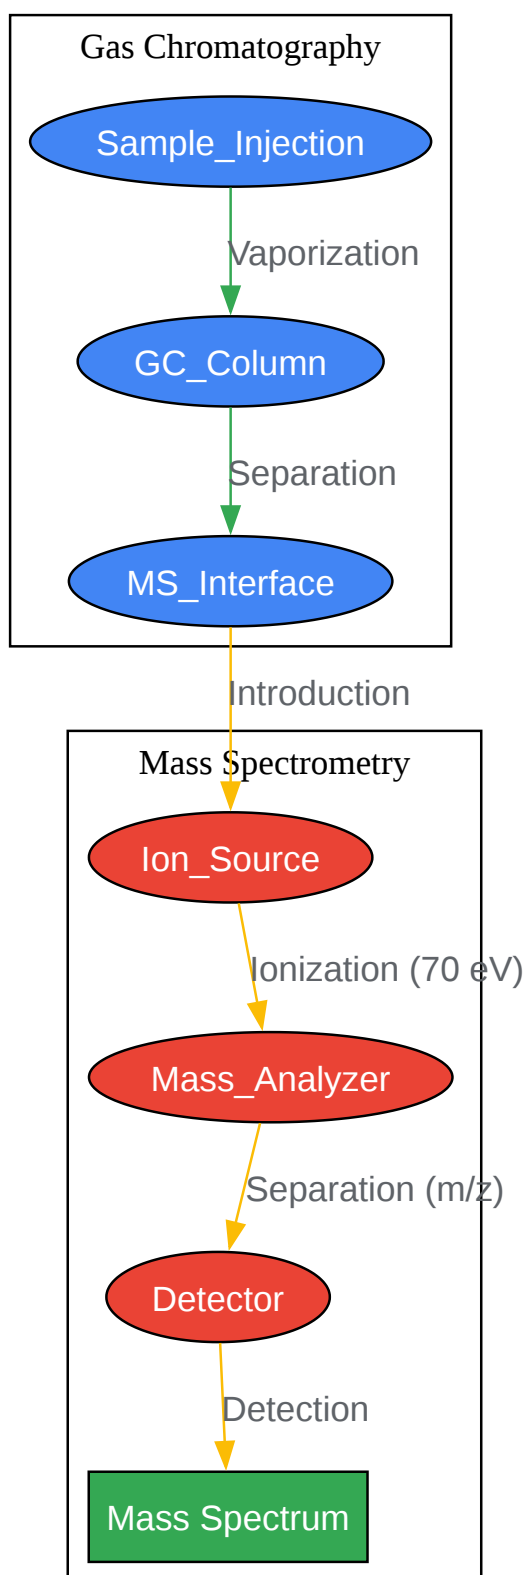 Gas Chromatography
Sample_Injection
Vaporization
GC_Column
Separation
MS_Interface
Introduction
Mass Spectrometry
Ion_Source
Ionization (70 eV)
Mass_Analyzer
Separation (m/z)
Detector
Detection
Mass Spectrum